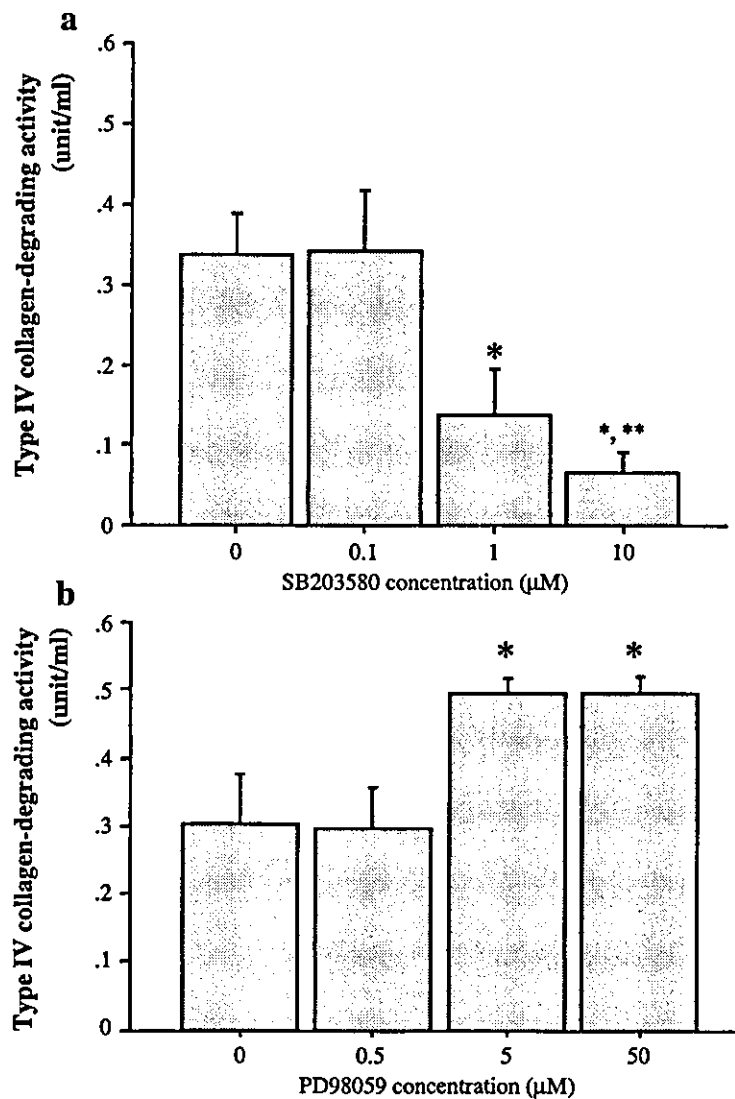 a
Type IV collagen-degrading activity
(unit/ml)
.6
.5
.4
.3
.2
.1
0
*
*, **
0 0.1 1 10
SB203580 concentration (µM)
b
Type IV collagen-degrading activity
(unit/ml)
.6
.5
.4
.3
.2
.1
0
* *
0 0.5 5 50
PD98059 concentration (µM)